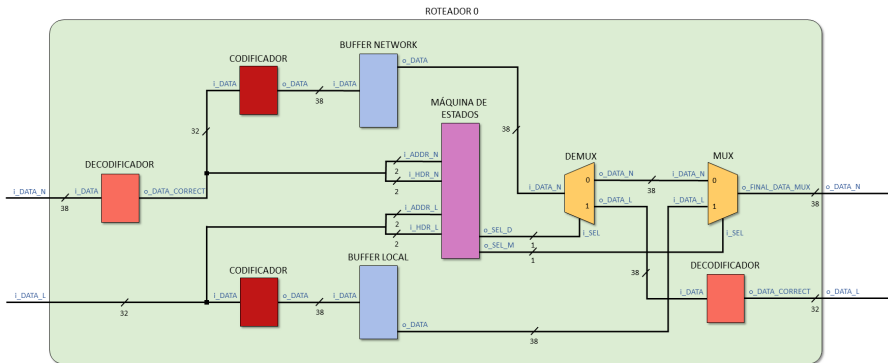 ROTEADOR 0
BUFFER NETWORK
CODIFICADOR
o_DATA
i_DATA
o_DATA
i_DATA
38
MÁQUINA DE
ESTADOS
32
38
DECODIFICADOR
i_ADDR_N
2
DEMUX
MUX
i_DATA_N
i_DATA
o_DATA_CORRECT
i_HDR_N
2
i_DATA_N
0
o_DATA_N
38
i_DATA_N
0
o_FINAL_DATA_MUX
o_DATA_N
38
38
38
i_ADDR_L
2
1
o_DATA_L
i_DATA_L
1
i_HDR_L
2
o_SEL_D
1
i_SEL
i_SEL
o_SEL_M
1
BUFFER LOCAL
CODIFICADOR
DECODIFICADOR
38
i_DATA_L
32
i_DATA
o_DATA
38
i_DATA
i_DATA
o_DATA_CORRECT
o_DATA_L
32
o_DATA
38